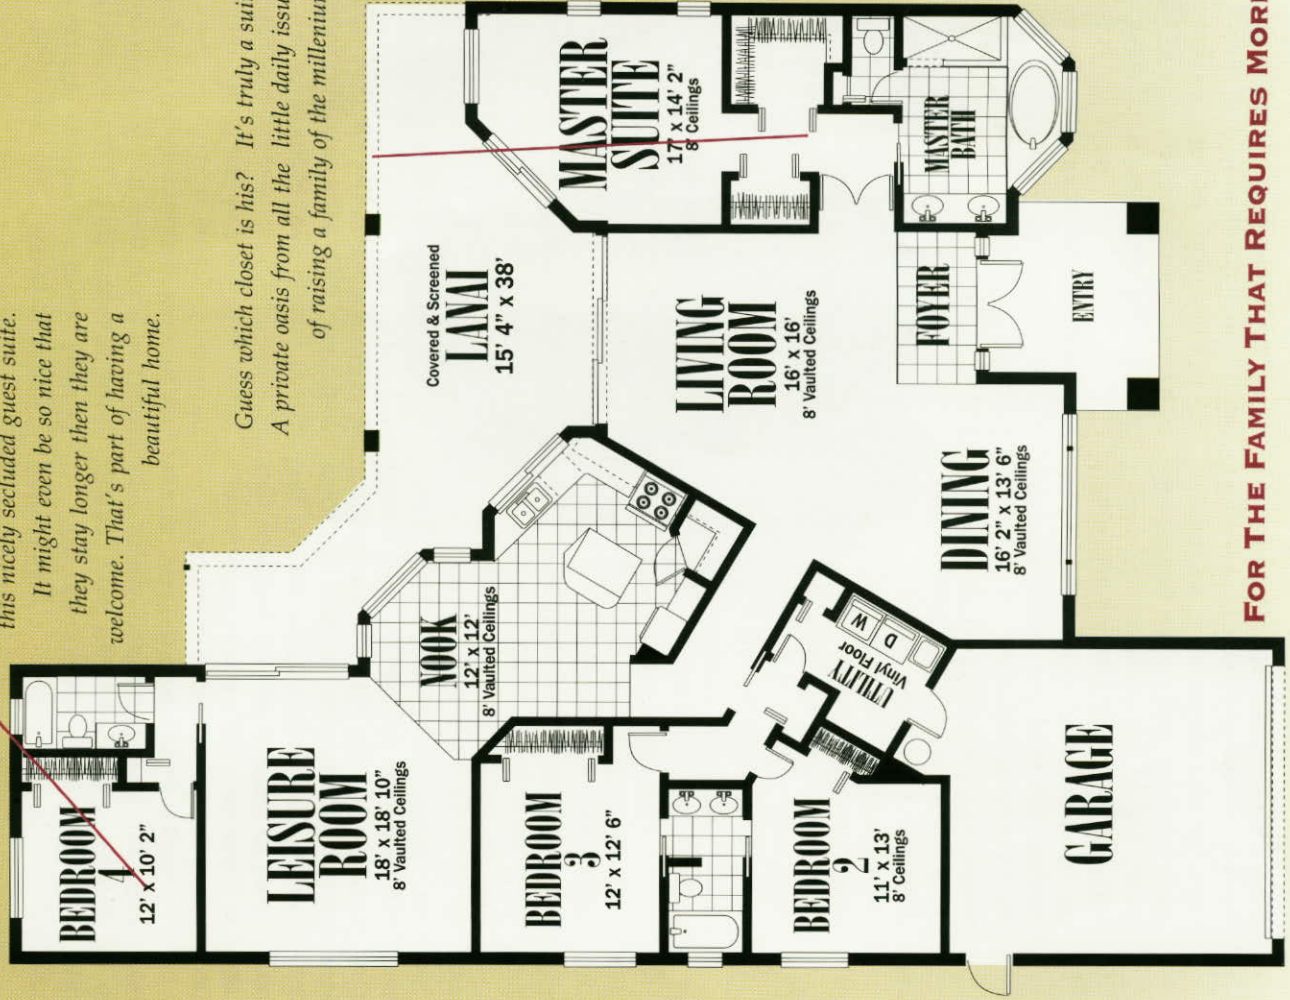 this nicely secluded guest suite.
It might even be so nice that
they stay longer then they are
welcome. That's part of having a
beautiful home.
Guess which closet is his? It's truly a
A private oasis from all the little daily
of raising a family of the
MASTER
SUITE
17' x 14' 2"
8' Ceilings
MASTER
BATH
Covered & Screened
LANAI
15' 4" x 38'
LIVING
ROOM
16' x 16'
8' Vaulted Ceilings
FOYER
ENTRY
DINING
16' 2" x 13' 6"
8' Vaulted Ceilings
NOOK
12' x 12'
8' Vaulted Ceilings
UTILITY
Vinyl Floor
D
W
LEISURE
ROOM
18' x 18' 10"
8' Vaulted Ceilings
BEDROOM
4
12' x 10' 2"
BEDROOM
3
12' x 12' 6"
BEDROOM
2
11' x 13'
8' Ceilings
GARAGE
FOR THE FAMILY THAT REQUIRES